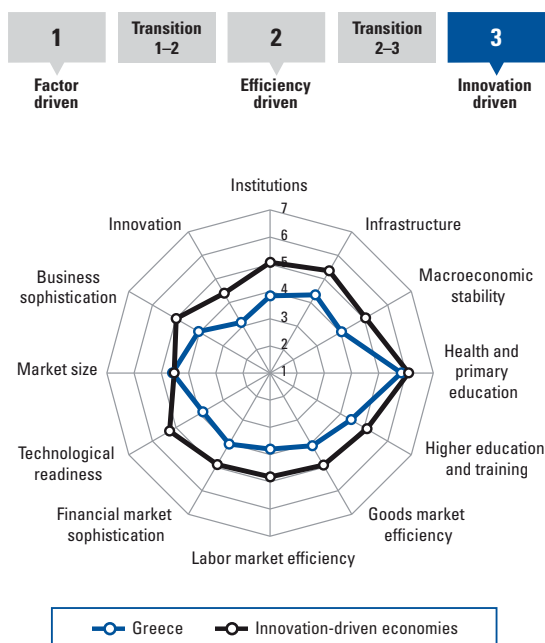 1
Transition
1–2
2
Transition
2–3
3
Factor
driven
Efficiency
driven
Innovation
driven
Institutions
7
6
5
4
3
2
1
Infrastructure
Macroeconomic
stability
Health and
primary
education
Higher education
and training
Goods market
efficiency
Labor market efficiency
Financial market
sophistication
Technological
readiness
Market size
Business
sophistication
Innovation
Greece
Innovation-driven economies